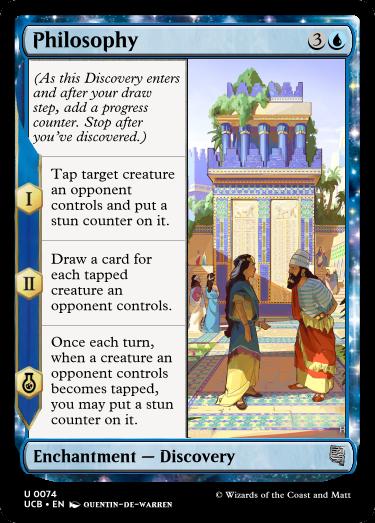 Philosophy 3
(As this Discovery enters
and after your draw
step, add a progress
counter. Stop after
you've discovered.)
I
Tap target creature
an opponent
controls and put a
stun counter on it.
II
Draw a card for
each tapped
creature an
opponent controls.
Once each turn,
when a creature an
opponent controls
becomes tapped,
you may put a stun
counter on it.
Enchantment — Discovery
U 0074
UCB • EN QUENTIN-DE-WARREN
© Wizards of the Coast and Matt